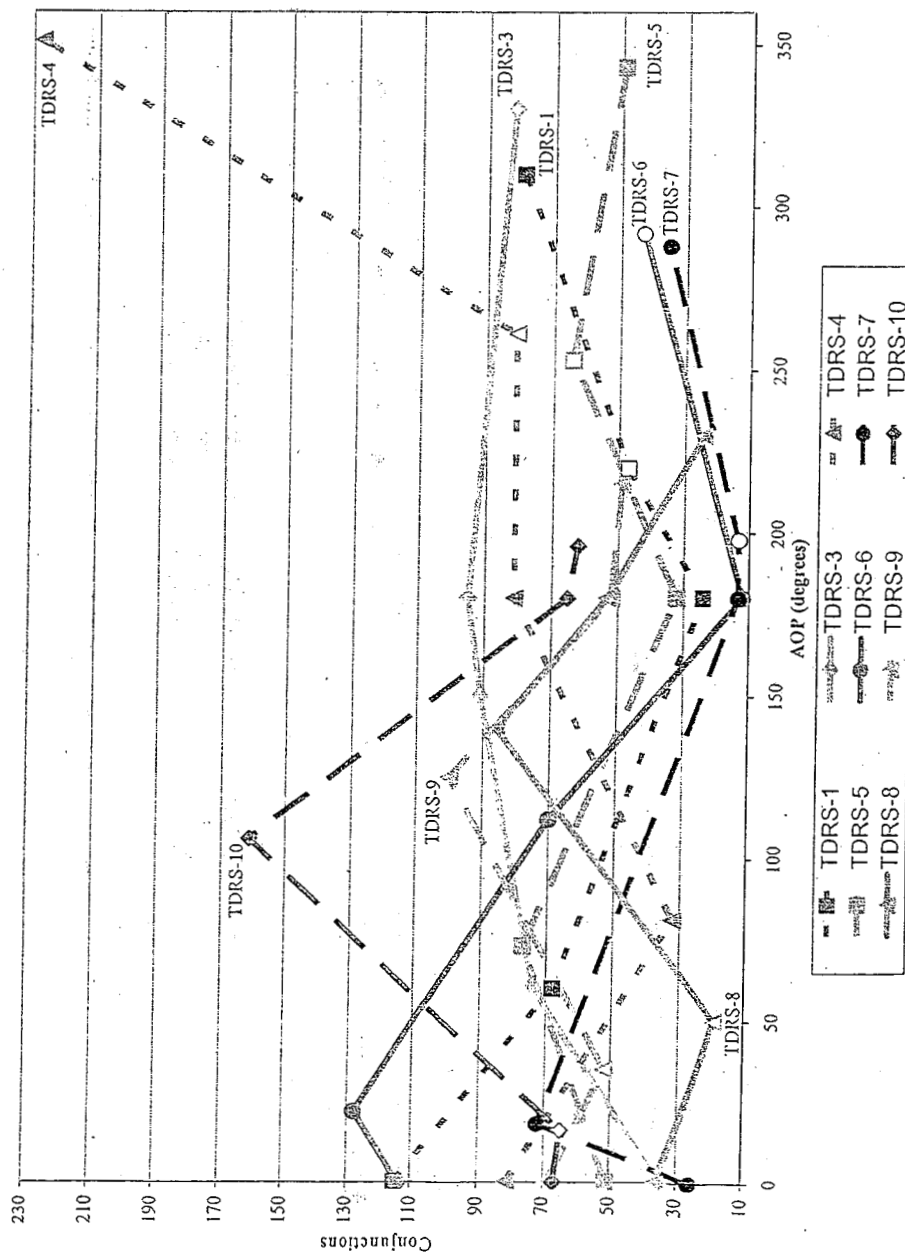 Conjunctions
230
210
190
170
150
130
110
90
70
50
30
10
0
50
100
150
200
250
300
350
AOP (degrees)
TDRS-4
TDRS-3
TDRS-1
TDRS-5
TDRS-6
TDRS-7
TDRS-10
TDRS-9
TDRS-8
TDRS-1 TDRS-3 TDRS-4
TDRS-5 TDRS-6 TDRS-7
TDRS-8 TDRS-9 TDRS-10